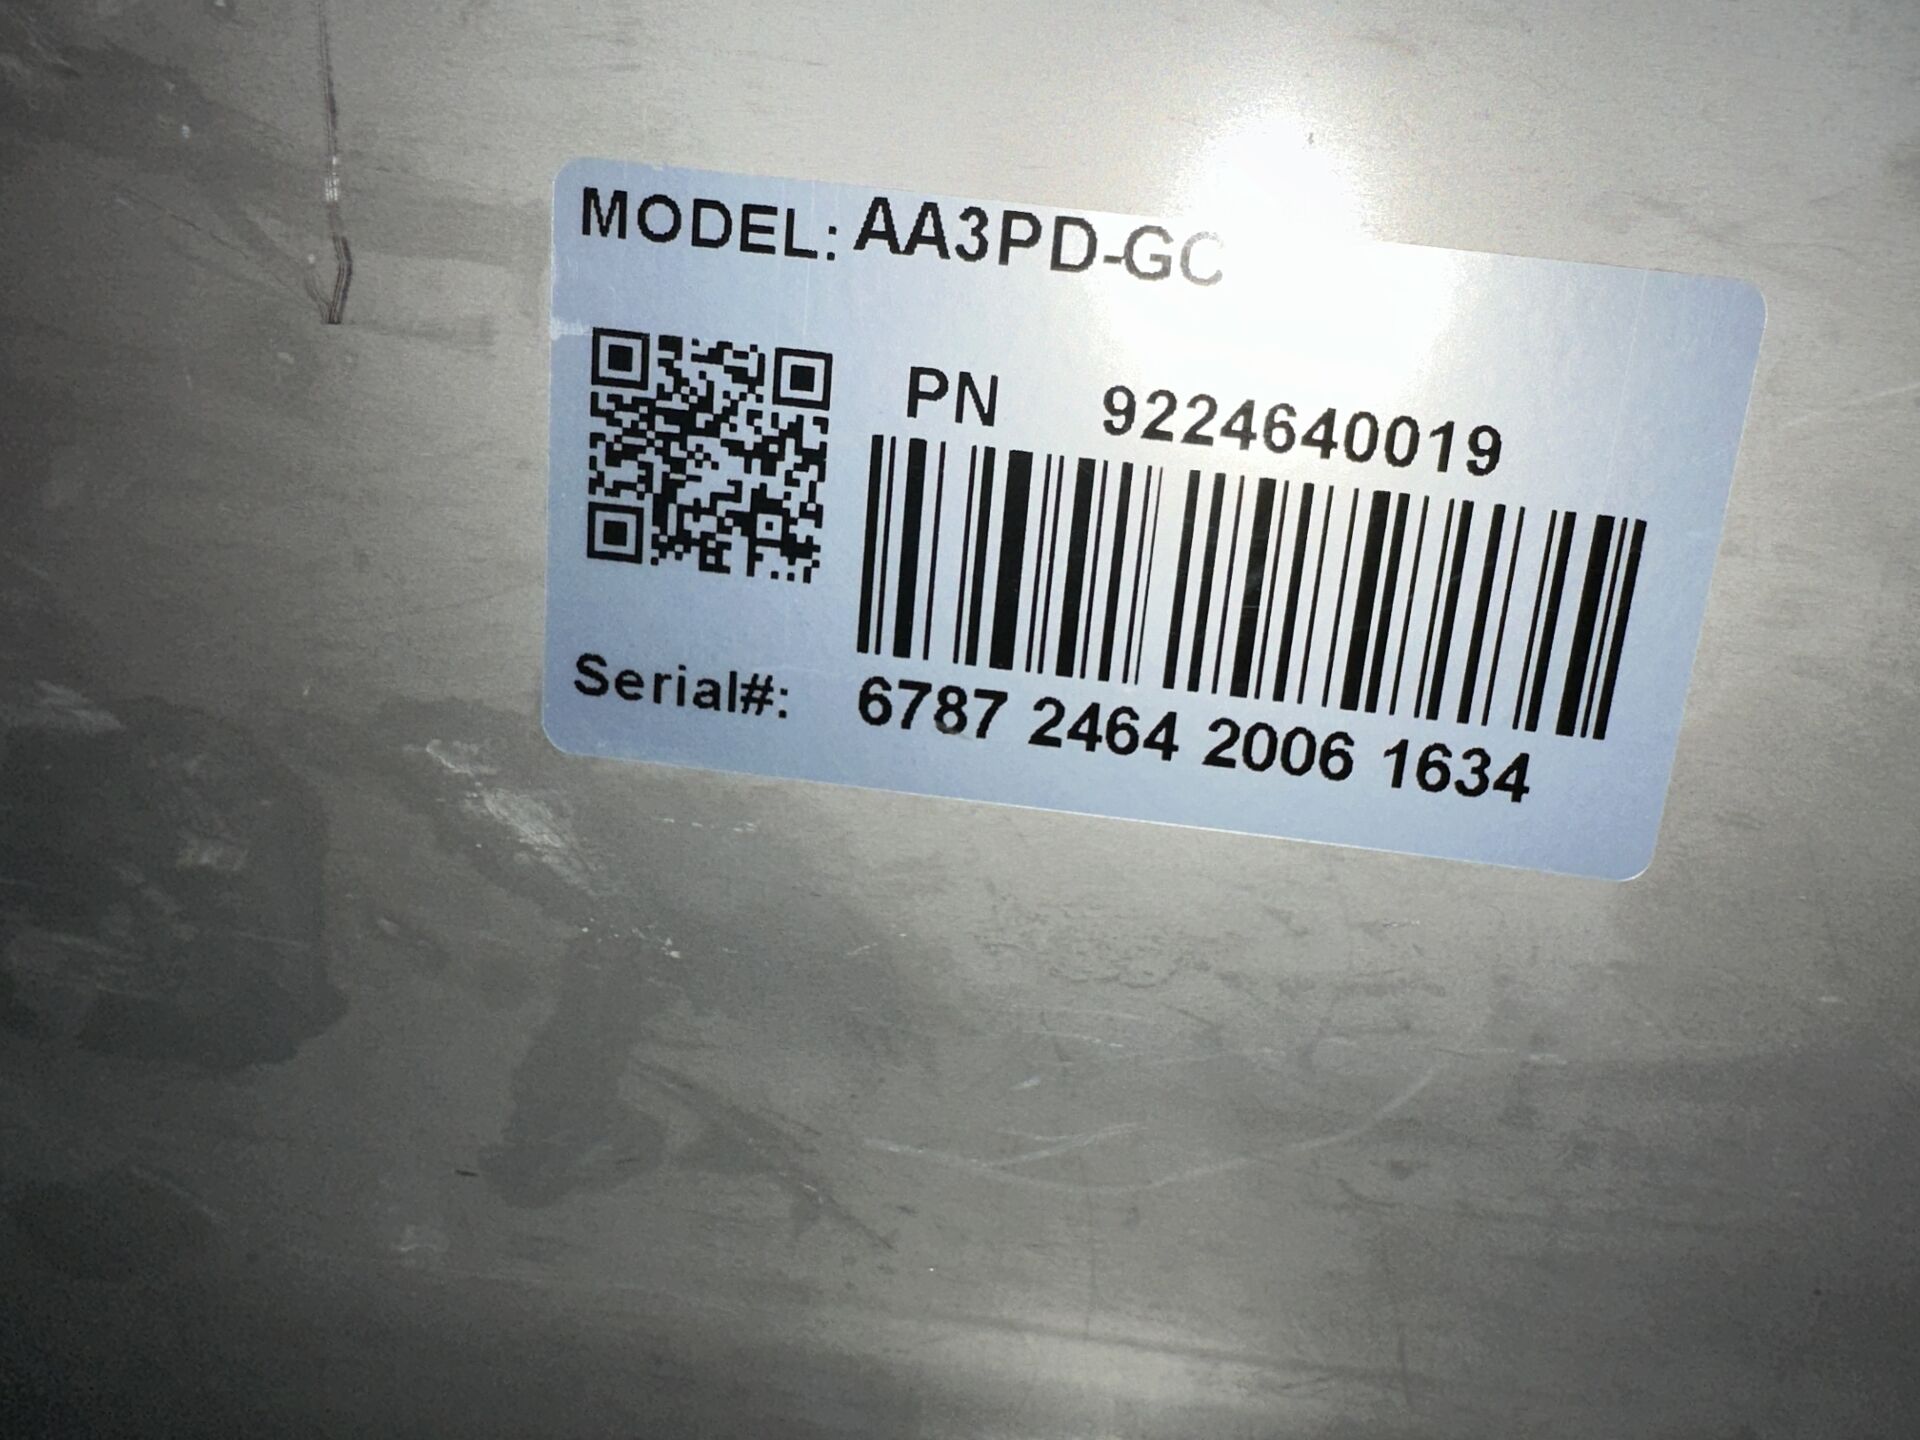 MODEL: AA3PD-GC
PN 9224640019
Serial#: 6787 2464 2006 1634